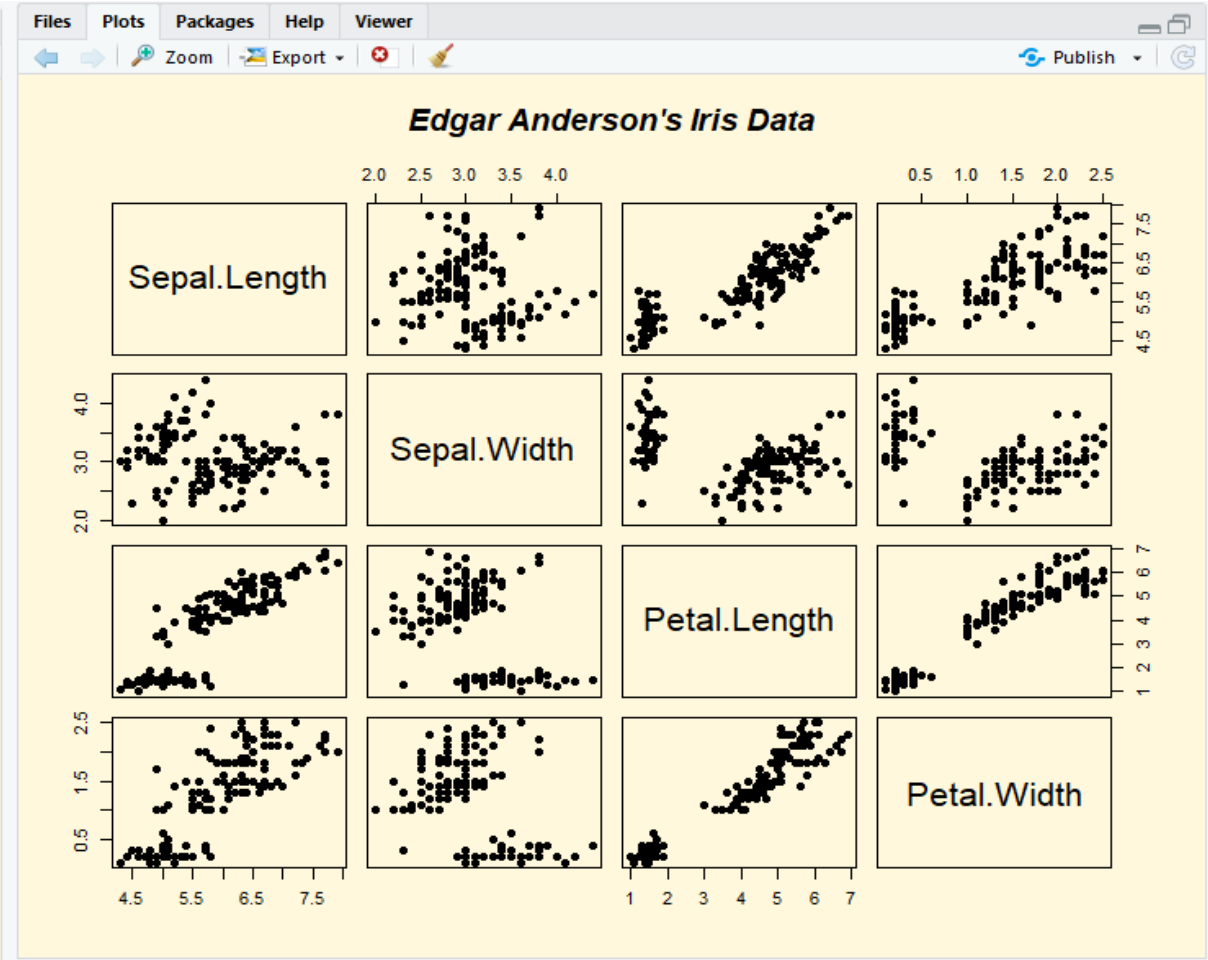 Files Plots Packages Help Viewer
Zoom Export Publish
Edgar Anderson's Iris Data
2.0 2.5 3.0 3.5 4.0 0.5 1.0 1.5 2.0 2.5
Sepal.Length
4.5 5.5 6.5 7.5
2.0 3.0 4.0
Sepal.Width
Petal.Length
1 2 3 4 5 6 7
0.5 1.5 2.5
Petal.Width
4.5 5.5 6.5 7.5 1 2 3 4 5 6 7